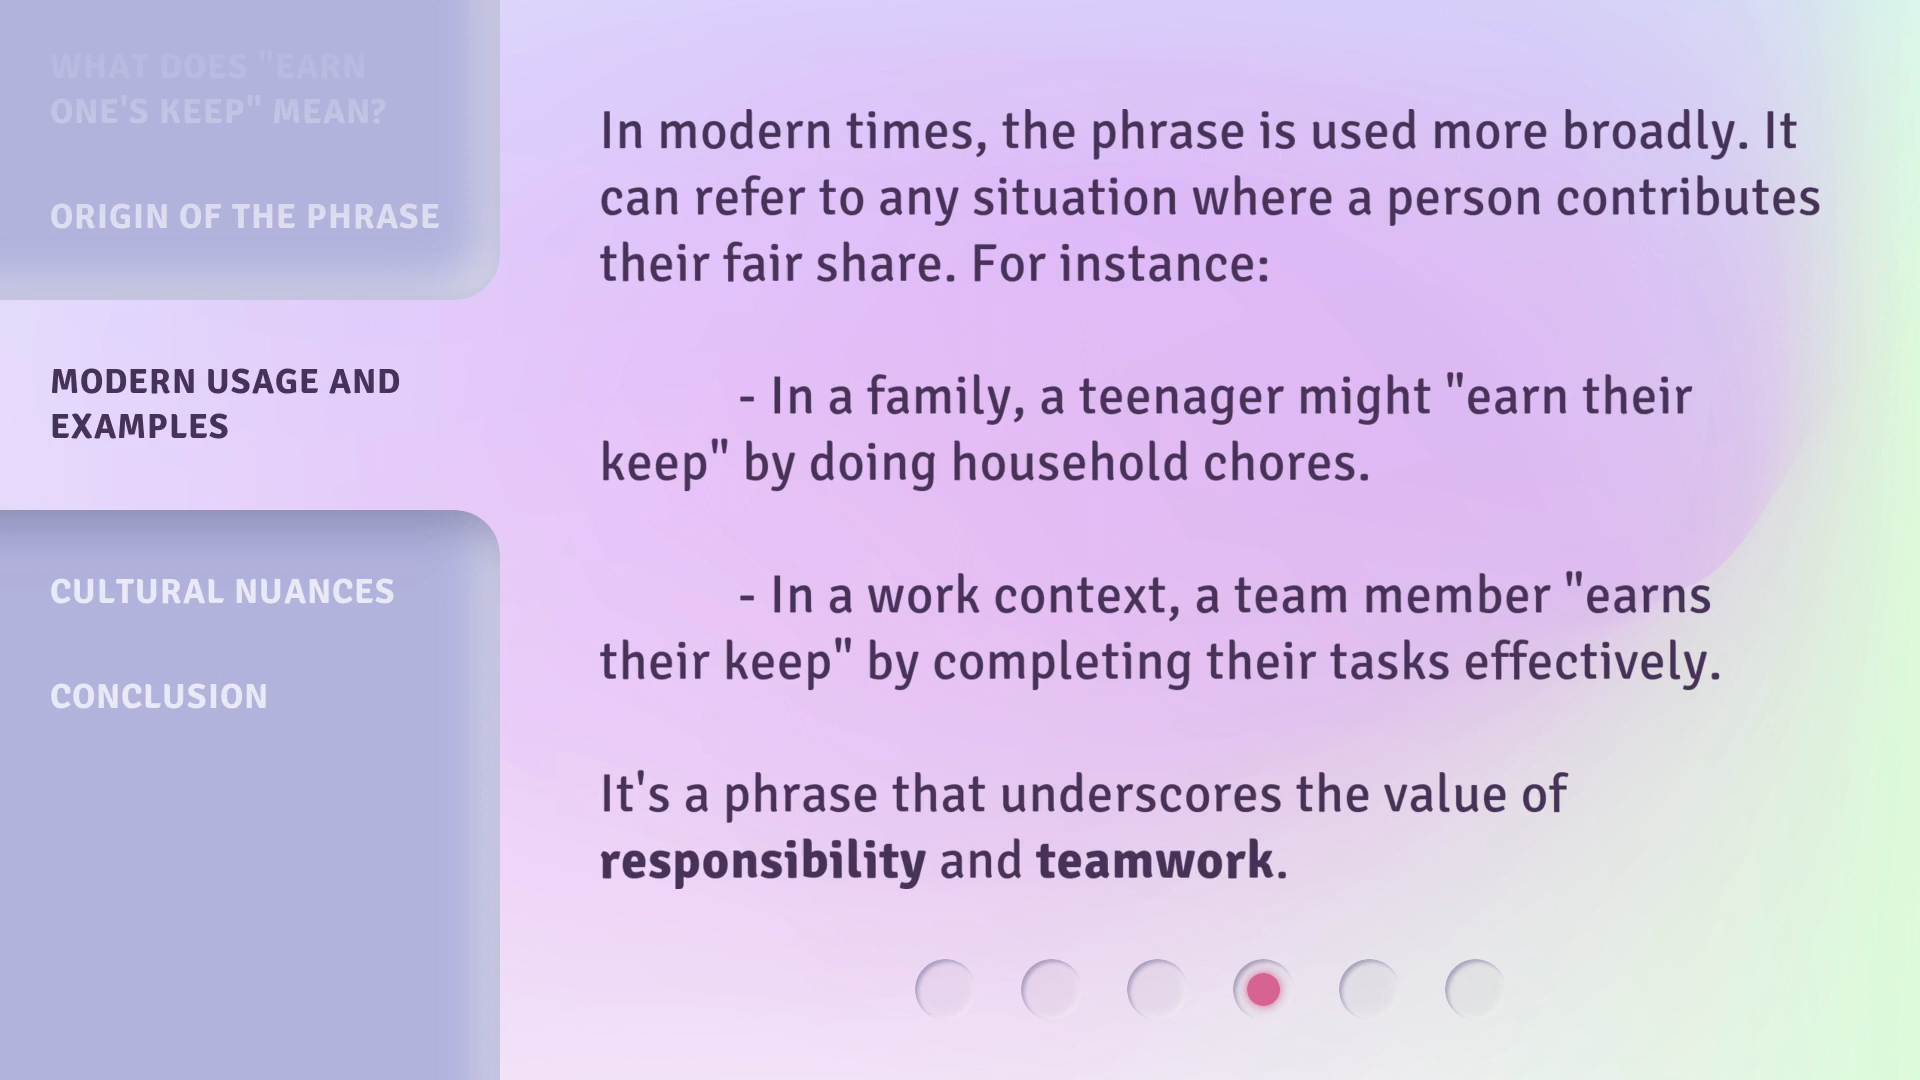 WHAT DOES "EARN
ONE'S KEEP" MEAN?
ORIGIN OF THE PHRASE
MODERN USAGE AND
EXAMPLES
CULTURAL NUANCES
CONCLUSION
In modern times, the phrase is used more broadly. It
can refer to any situation where a person contributes
their fair share. For instance:
- In a family, a teenager might "earn their
keep" by doing household chores.
- In a work context, a team member "earns
their keep" by completing their tasks effectively.
It's a phrase that underscores the value of
responsibility and teamwork.